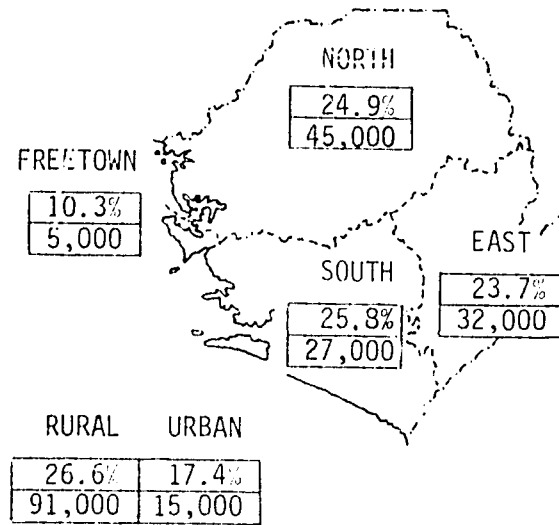 NORTH
24.9%
45,000
FREETOWN
10.3%
5,000
EAST
23.7%
32,000
SOUTH
25.8%
27,000
RURAL URBAN
26.6% 17.4%
91,000 15,000